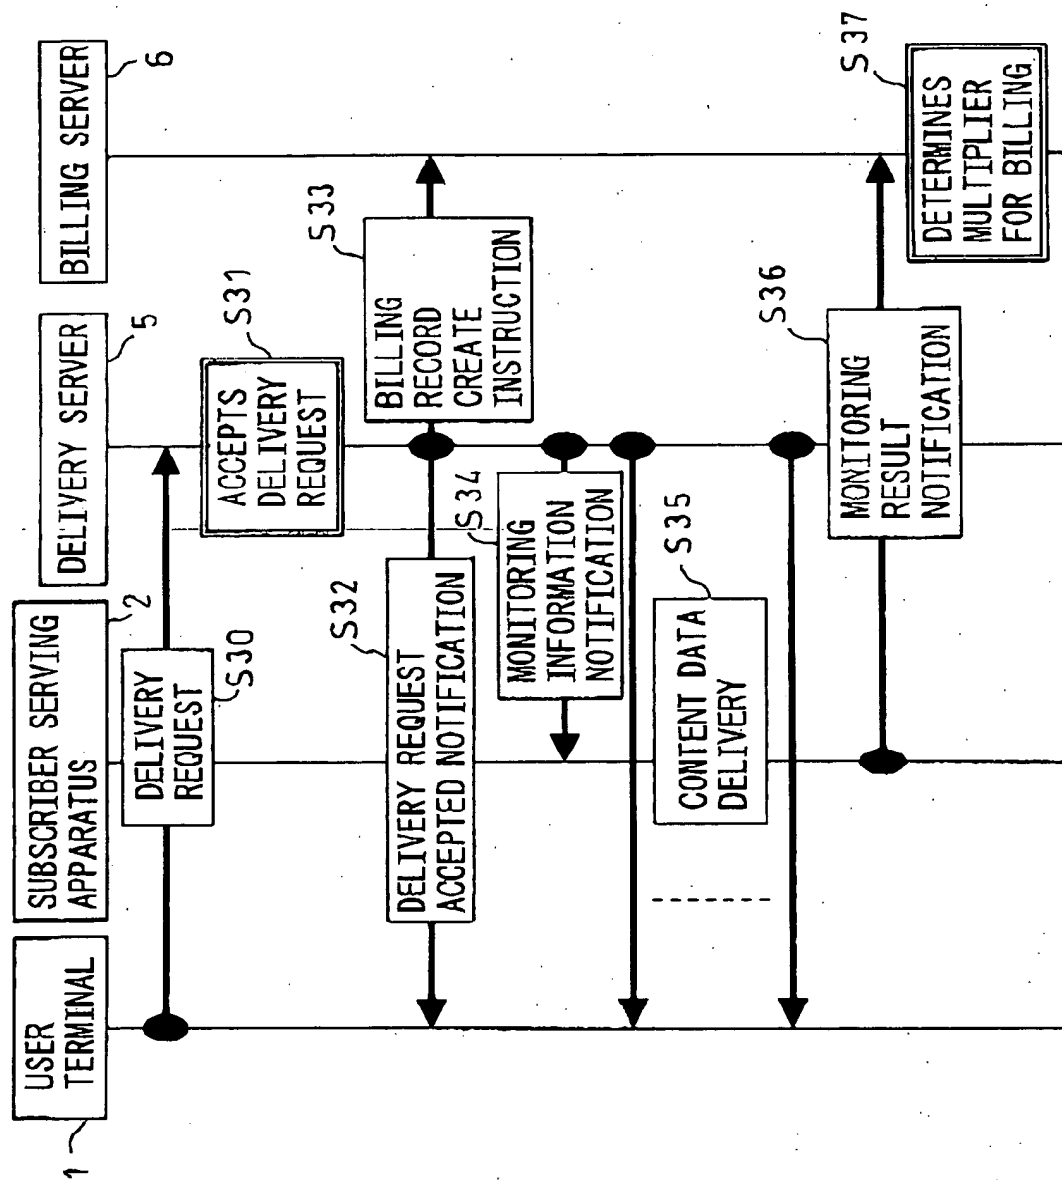 USER
TERMINAL
1
SUBSCRIBER SERVING
APPARATUS
2
DELIVERY SERVER
5
BILLING SERVER
6
DELIVERY
REQUEST
S30
ACCEPTS
DELIVERY
REQUEST
S31
DELIVERY REQUEST
ACCEPTED NOTIFICATION
S32
BILLING
RECORD
CREATE
INSTRUCTION
S33
MONITORING
INFORMATION
NOTIFICATION
S34
CONTENT DATA
DELIVERY
S35
MONITORING
RESULT
NOTIFICATION
S36
DETERMINES
MULTIPLIER
FOR BILLING
S37